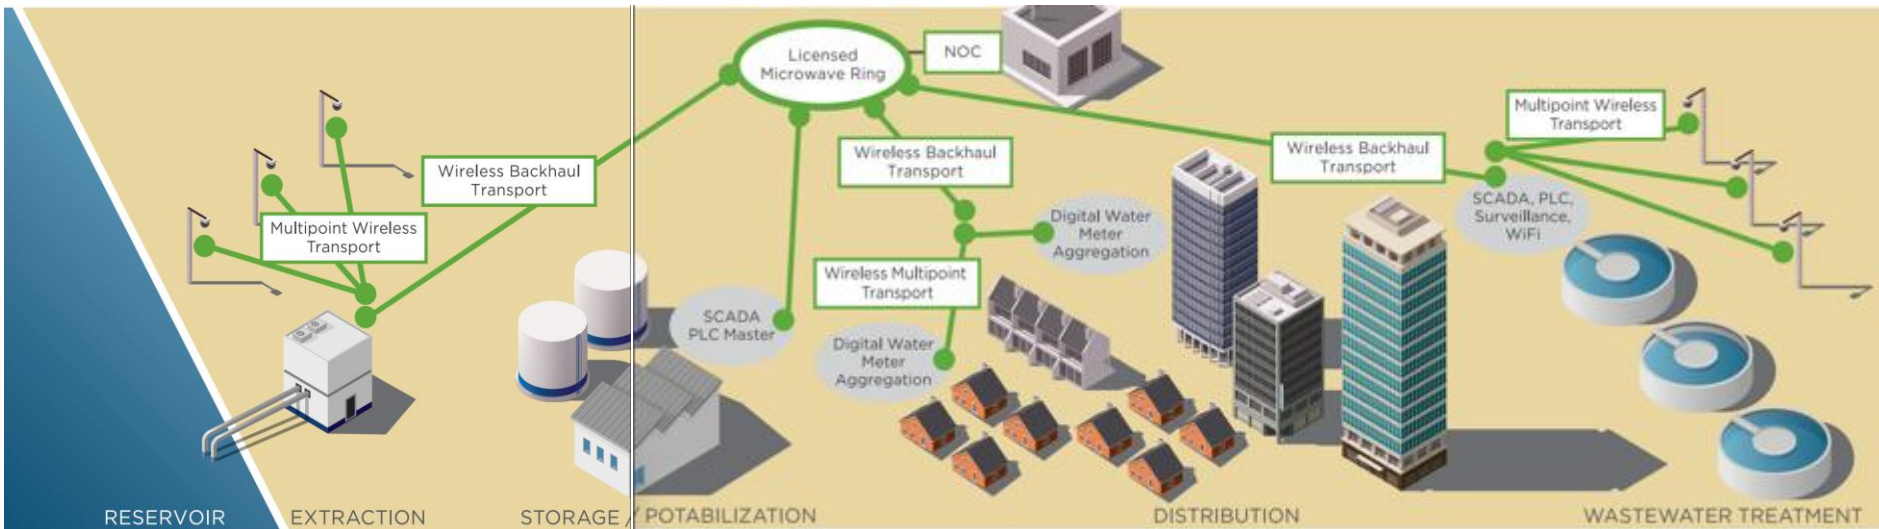 Licensed
Microwave Ring
NOC
Multipoint Wireless
Transport
Wireless Backhaul
Transport
Wireless Backhaul
Transport
Wireless Backhaul
Transport
Multipoint Wireless
Transport
SCADA, PLC,
Surveillance,
WiFi
Digital Water
Meter
Aggregation
Wireless Multipoint
Transport
SCADA
PLC Master
Digital Water
Meter
Aggregation
RESERVOIR
EXTRACTION
STORAGE / POTABILIZATION
DISTRIBUTION
WASTEWATER TREATMENT